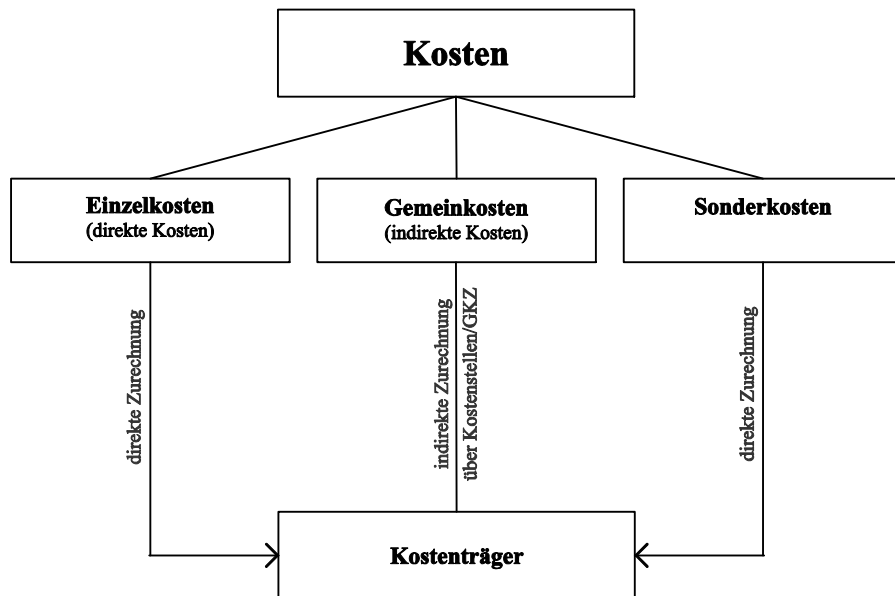 Kosten
Einzelkosten
(direkte Kosten)
Gemeinkosten
(indirekte Kosten)
Sonderkosten
direkte Zurechnung
indirekte Zurechnung
über Kostenstellen/GKZ
direkte Zurechnung
Kostenträger